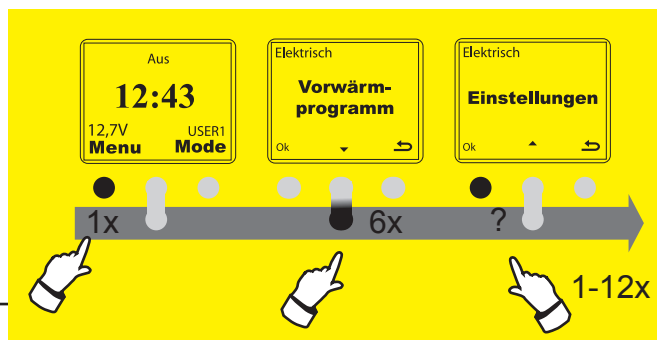 Aus
12:43
12,7V USER1
Menu Mode
Elektrisch
Vorwärm-
programm
Ok
Elektrisch
Einstellungen
Ok
1x
6x
?
1-12x